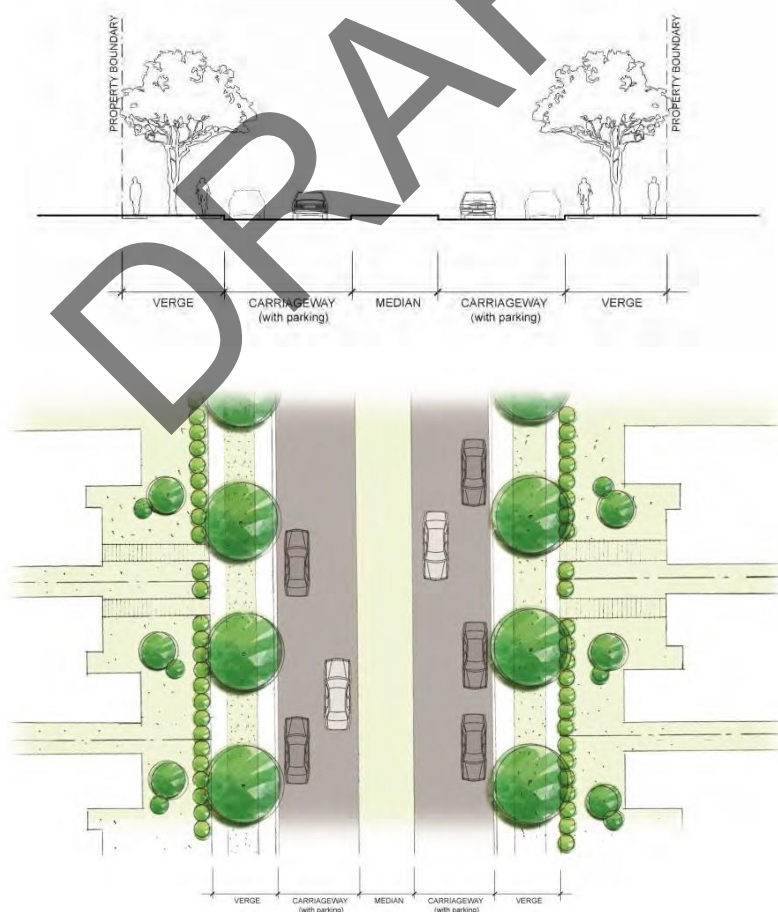 DRAF
PROPERTY BOUNDARY
PROPERTY BOUNDARY
VERGE
CARRIAGEWAY
(with parking)
MEDIAN
CARRIAGEWAY
(with parking)
VERGE
VERGE
CARRIAGEWAY
(with parking)
MEDIAN
CARRIAGEWAY
(with parking)
VERGE